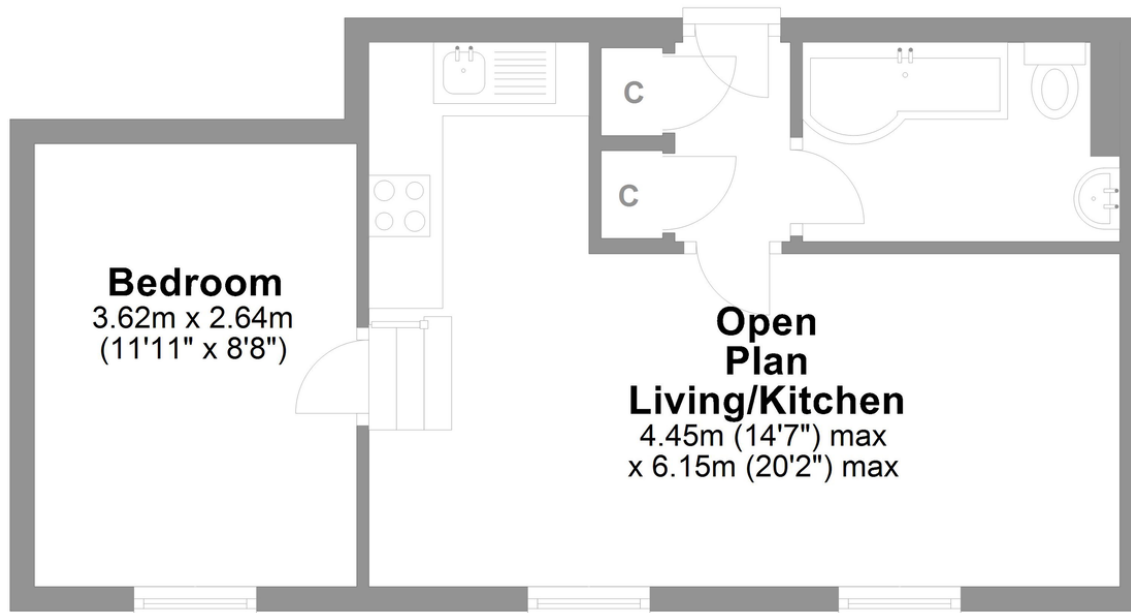 C
C
Bedroom
3.62m x 2.64m
(11'11" x 8'8")
Open
Plan
Living/Kitchen
4.45m (14'7") max
x 6.15m (20'2") max